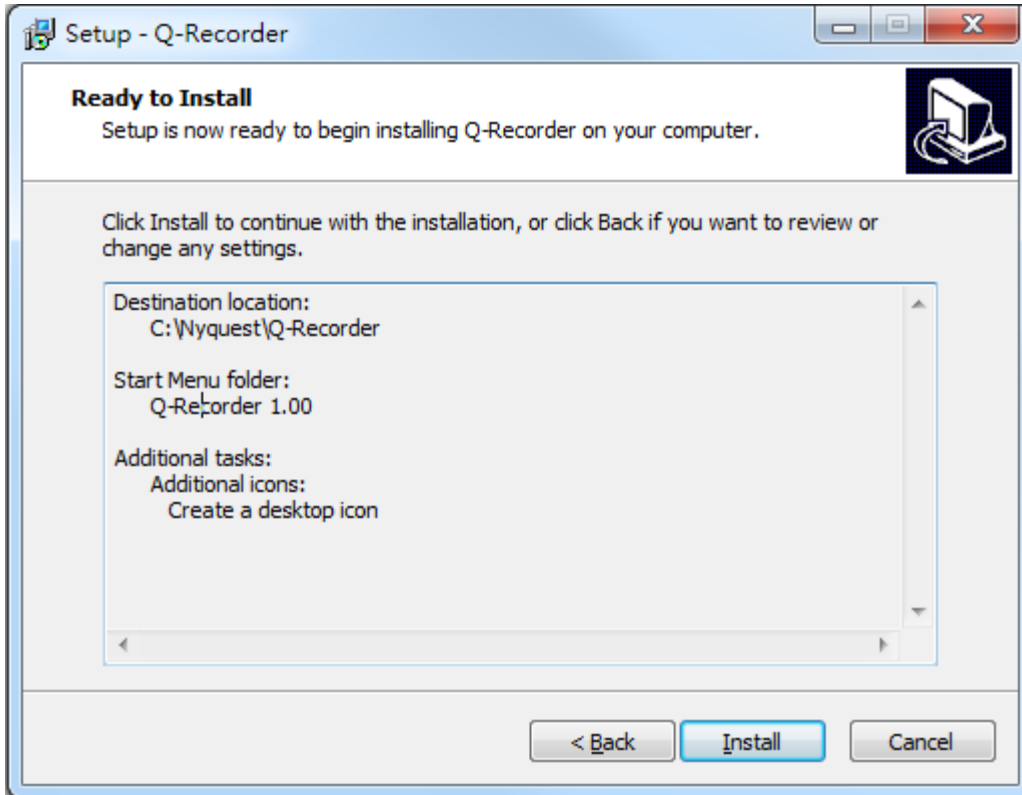 Setup - Q-Recorder
Ready to Install
Setup is now ready to begin installing Q-Recorder on your computer.
Click Install to continue with the installation, or click Back if you want to review or
change any settings.
Destination location:
C:\Nyquest\Q-Recorder
Start Menu folder:
Q-Recorder 1.00
Additional tasks:
Additional icons:
Create a desktop icon
< Back
Install
Cancel